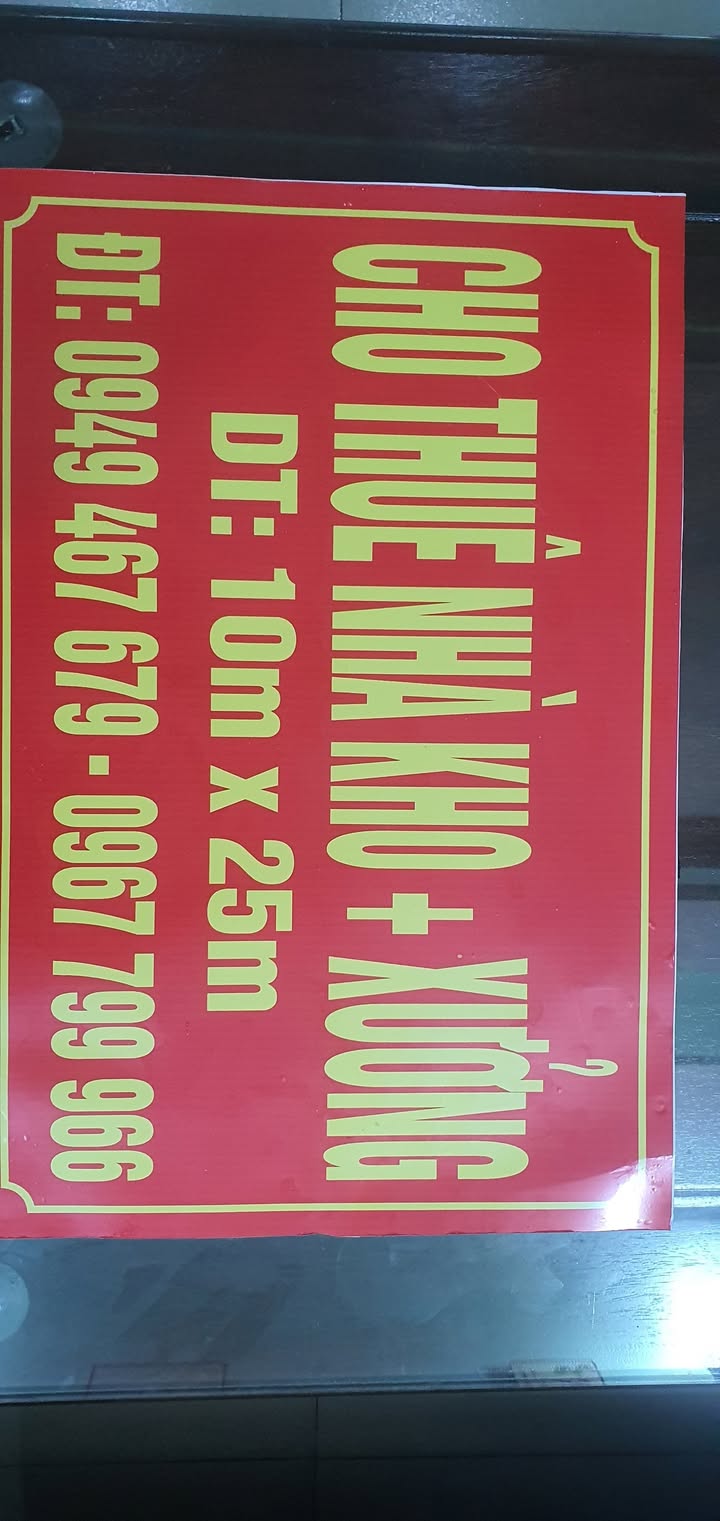 CHO THUÊ NHÀ KHO + XƯỞNG
DT: 10m x 25m
ĐT: 0949 467 679 - 0967 799 966